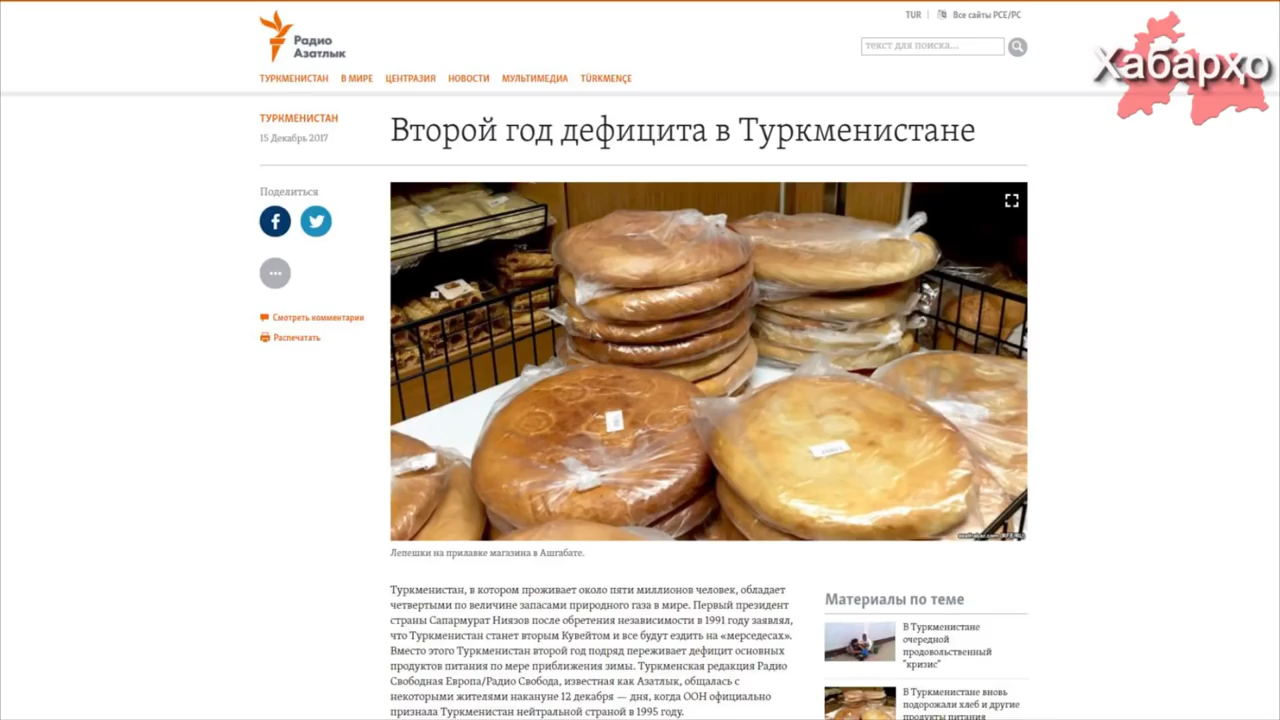 Радио
Азатлык
TUR
Все сайты РСЕ/РС
текст для поиска...
Хабарҳо
ТУРКМЕНИСТАН
В МИРЕ
ЦЕНТРАЗИЯ
НОВОСТИ
МУЛЬТИМЕДИА
TÜRKMENÇE
ТУРКМЕНИСТАН
15 Декабрь 2017
Второй год дефицита в Туркменистане
Поделиться
Смотреть комментарии
Распечатать
Лепешки на прилавке магазина в Ашгабате.
Туркменистан, в котором проживает около пяти миллионов человек, обладает
четвертыми по величине запасами природного газа в мире. Первый президент
страны Сапармурат Ниязов после обретения независимости в 1991 году заявлял,
что Туркменистан станет вторым Кувейтом и все будут ездить на «мерседесах».
Вместо этого Туркменистан второй год подряд переживает дефицит основных
продуктов питания по мере приближения зимы. Туркменская редакция Радио
Свободная Европа/Радио Свобода, известная как Азатлык, общалась с
некоторыми жителями накануне 12 декабря — дня, когда ООН официально
признала Туркменистан нейтральной страной в 1995 году.
Материалы по теме
В Туркменистане
очередной
продовольственный
"кризис"
В Туркменистане вновь
подорожали хлеб и другие
продукты питания